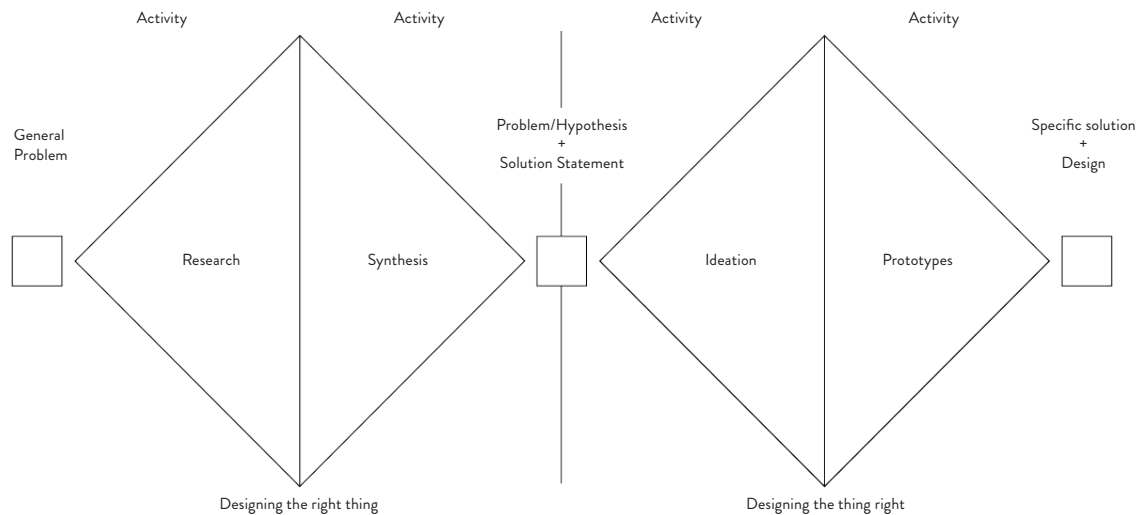 Activity
Activity
Activity
Activity
General
Problem
Problem/Hypothesis
+
Solution Statement
Specific solution
+
Design
Research
Synthesis
Ideation
Prototypes
Designing the right thing
Designing the thing right